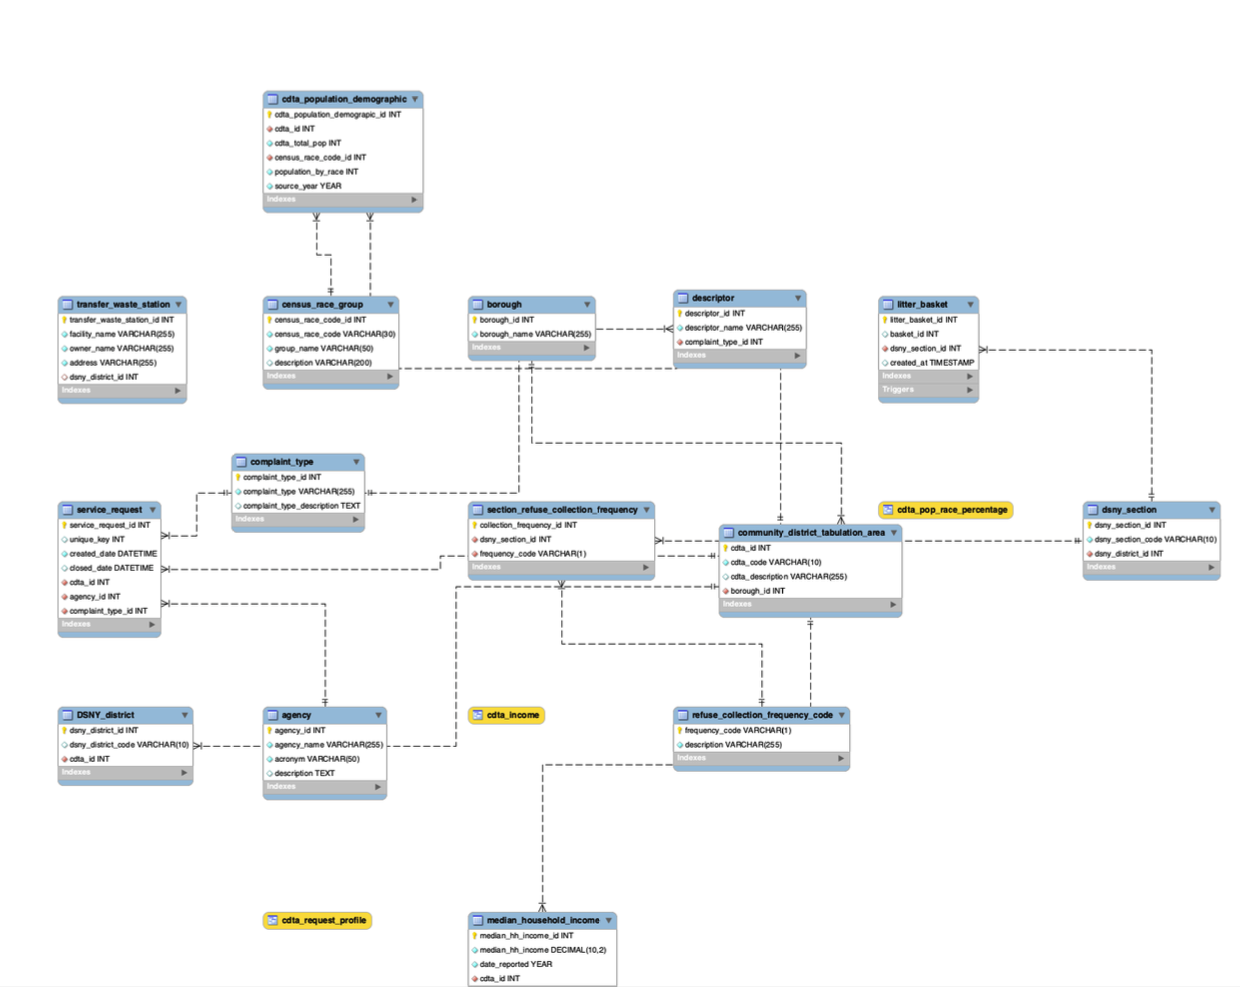 cdta_population_demographic
cdta_population_demograpic_id INT
cdta_id INT
cdta_total_pop INT
census_race_code_id INT
population_by_race INT
source_year YEAR
Indexes
transfer_waste_station
transfer_waste_station_id INT
facility_name VARCHAR(255)
owner_name VARCHAR(255)
address VARCHAR(255)
dsny_district_id INT
Indexes
census_race_group
census_race_code_id INT
census_race_code VARCHAR(30)
group_name VARCHAR(50)
description VARCHAR(200)
Indexes
borough
borough_id INT
borough_name VARCHAR(255)
Indexes
descriptor
descriptor_id INT
descriptor_name VARCHAR(255)
complaint_type_id INT
Indexes
litter_basket
litter_basket_id INT
basket_id INT
dsny_section_id INT
created_at TIMESTAMP
Indexes
Triggers
complaint_type
complaint_type_id INT
complaint_type VARCHAR(255)
complaint_type_description TEXT
Indexes
service_request
service_request_id INT
unique_key INT
created_date DATETIME
closed_date DATETIME
cdta_id INT
agency_id INT
complaint_type_id INT
Indexes
section_refuse_collection_frequency
collection_frequency_id INT
dsny_section_id INT
frequency_code VARCHAR(1)
Indexes
community_district_tabulation_area
cdta_id INT
cdta_code VARCHAR(10)
cdta_description VARCHAR(255)
borough_id INT
Indexes
cdta_pop_race_percentage
dsny_section
dsny_section_id INT
dsny_section_code VARCHAR(10)
dsny_district_id INT
Indexes
DSNY_district
dsny_district_id INT
dsny_district_code VARCHAR(10)
cdta_id INT
Indexes
agency
agency_id INT
agency_name VARCHAR(255)
acronym VARCHAR(50)
description TEXT
Indexes
cdta_income
refuse_collection_frequency_code
frequency_code VARCHAR(1)
description VARCHAR(255)
Indexes
cdta_request_profile
median_household_income
median_hh_income_id INT
median_hh_income DECIMAL(10,2)
date_reported YEAR
cdta_id INT